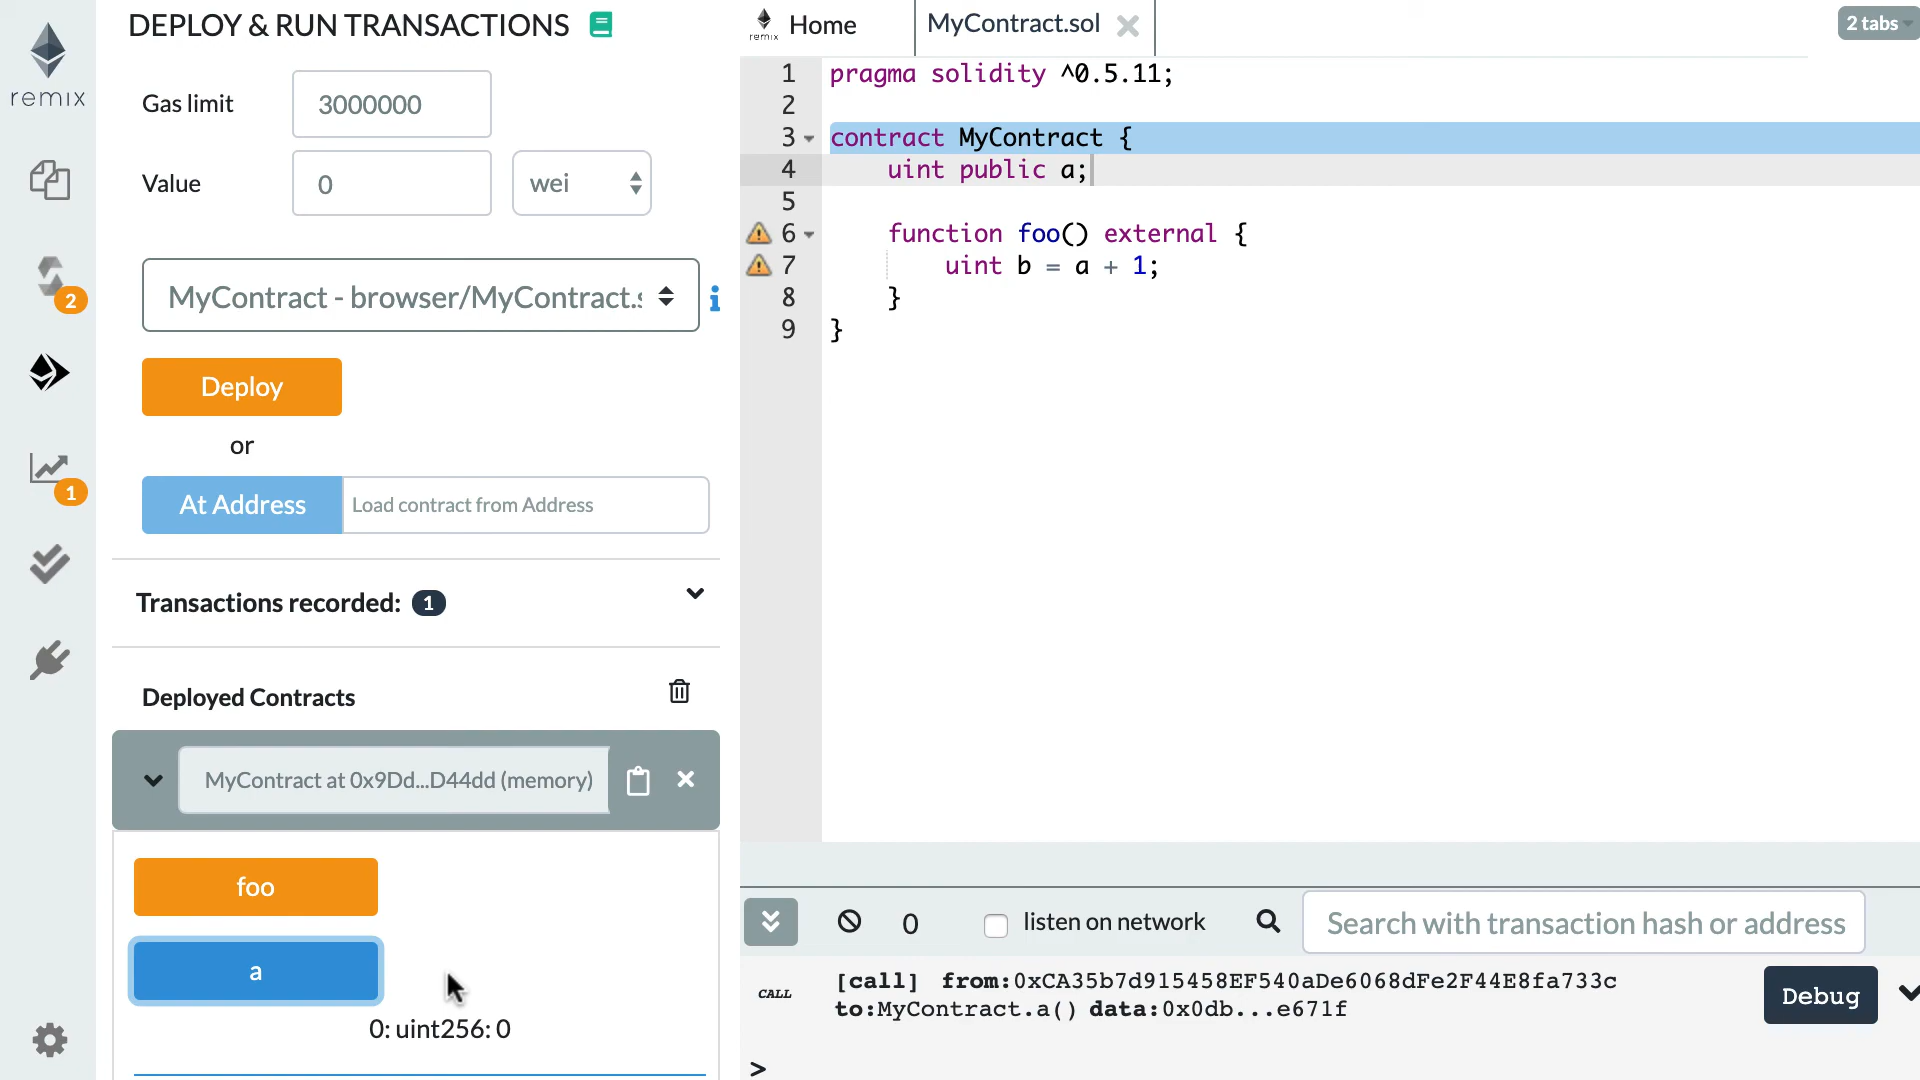 remix
2
1
DEPLOY & RUN TRANSACTIONS
Gas limit
3000000
Value
0
wei
MyContract - browser/MyContract.s
i
Deploy
or
At Address
Load contract from Address
Transactions recorded: 1
Deployed Contracts
MyContract at 0x9Dd...D44dd (memory)
foo
a
0: uint256: 0
remix
Home
MyContract.sol
2 tabs
1 pragma solidity ^0.5.11;
2
3 contract MyContract {
4 uint public a;
5
6 function foo() external {
7 uint b = a + 1;
8 }
9 }
0
listen on network
Search with transaction hash or address
CALL
[call] from:0xCA35b7d915458EF540aDe6068dFe2F44E8fa733c
to:MyContract.a() data:0x0db...e671f
Debug
>